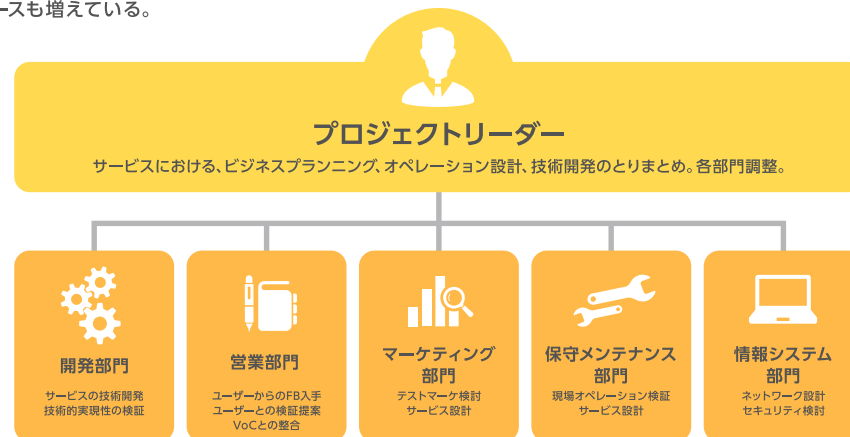 ースも増えている。
プロジェクトリーダー
サービスにおける、ビジネスプランニング、オペレーション設計、技術開発のとりまとめ。各部門調整。
開発部門
サービスの技術開発
技術的実現性の検証
営業部門
ユーザーからのFB入手
ユーザーとの検証提案
VoCとの整合
マーケティング
部門
テストマーケ検討
サービス設計
保守メンテナンス
部門
現場オペレーション検証
サービス設計
情報システム
部門
ネットワーク設計
セキュリティ検討